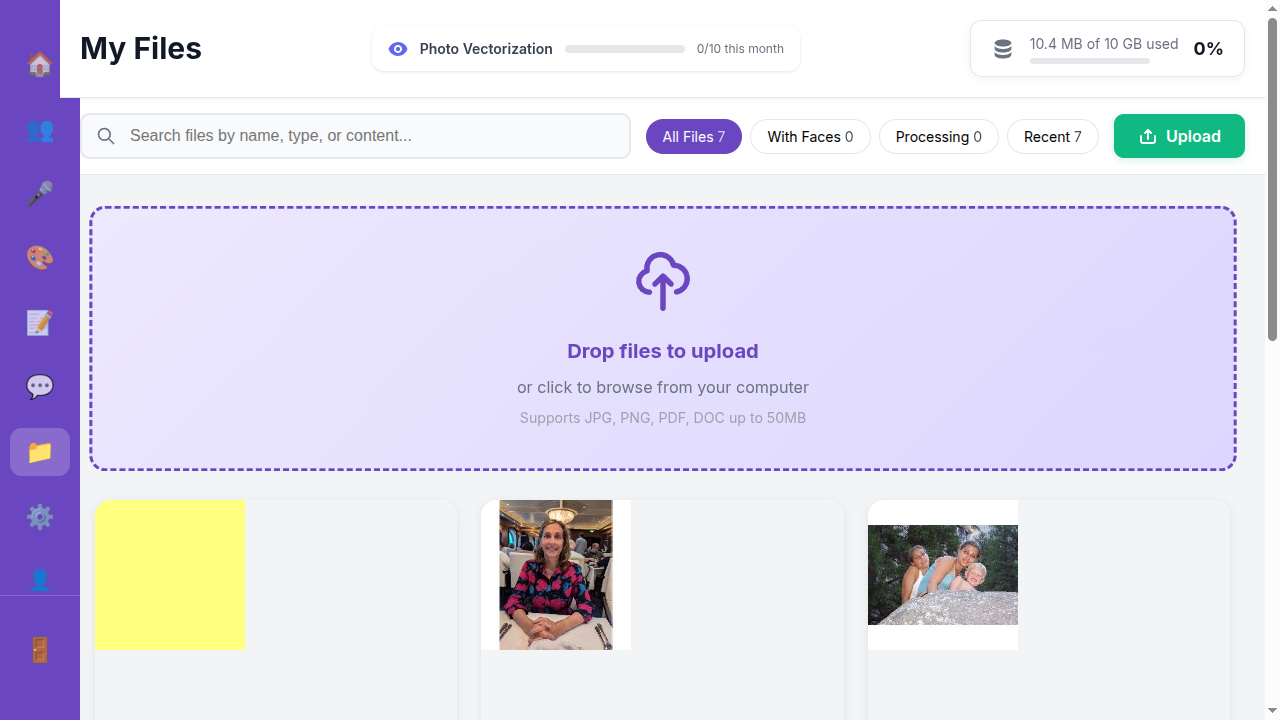 My Files
Photo Vectorization 0/10 this month
10.4 MB of 10 GB used 0%
Search files by name, type, or content...
All Files 7
With Faces 0
Processing 0
Recent 7
Upload
Drop files to upload
or click to browse from your computer
Supports JPG, PNG, PDF, DOC up to 50MB